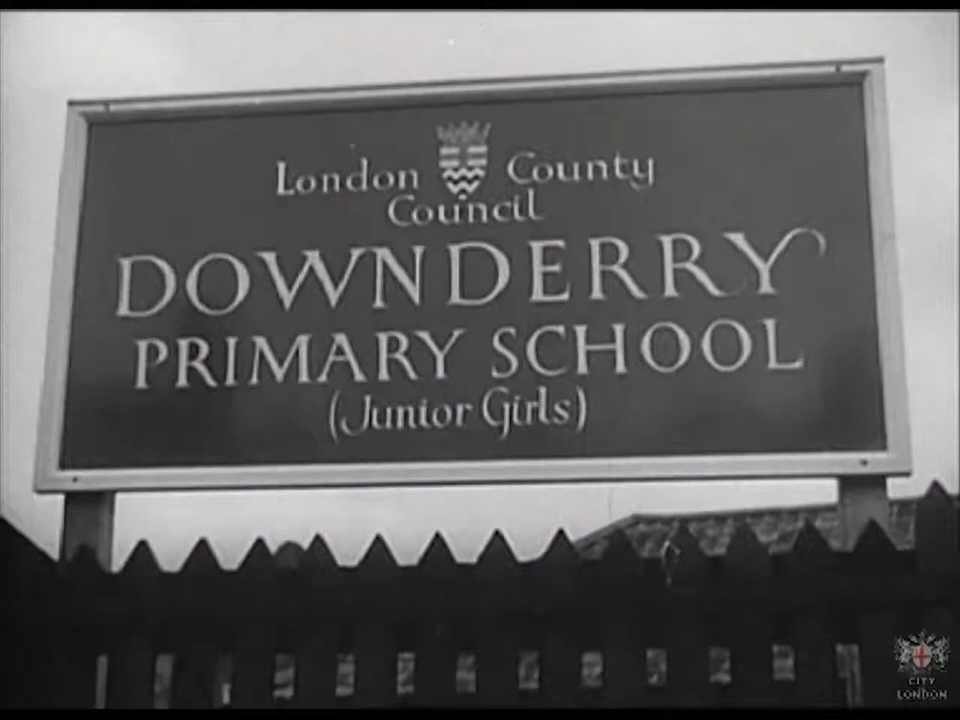 London County
Council
DOWNDERRY
PRIMARY SCHOOL
(Junior Girls)
CITY
LONDON